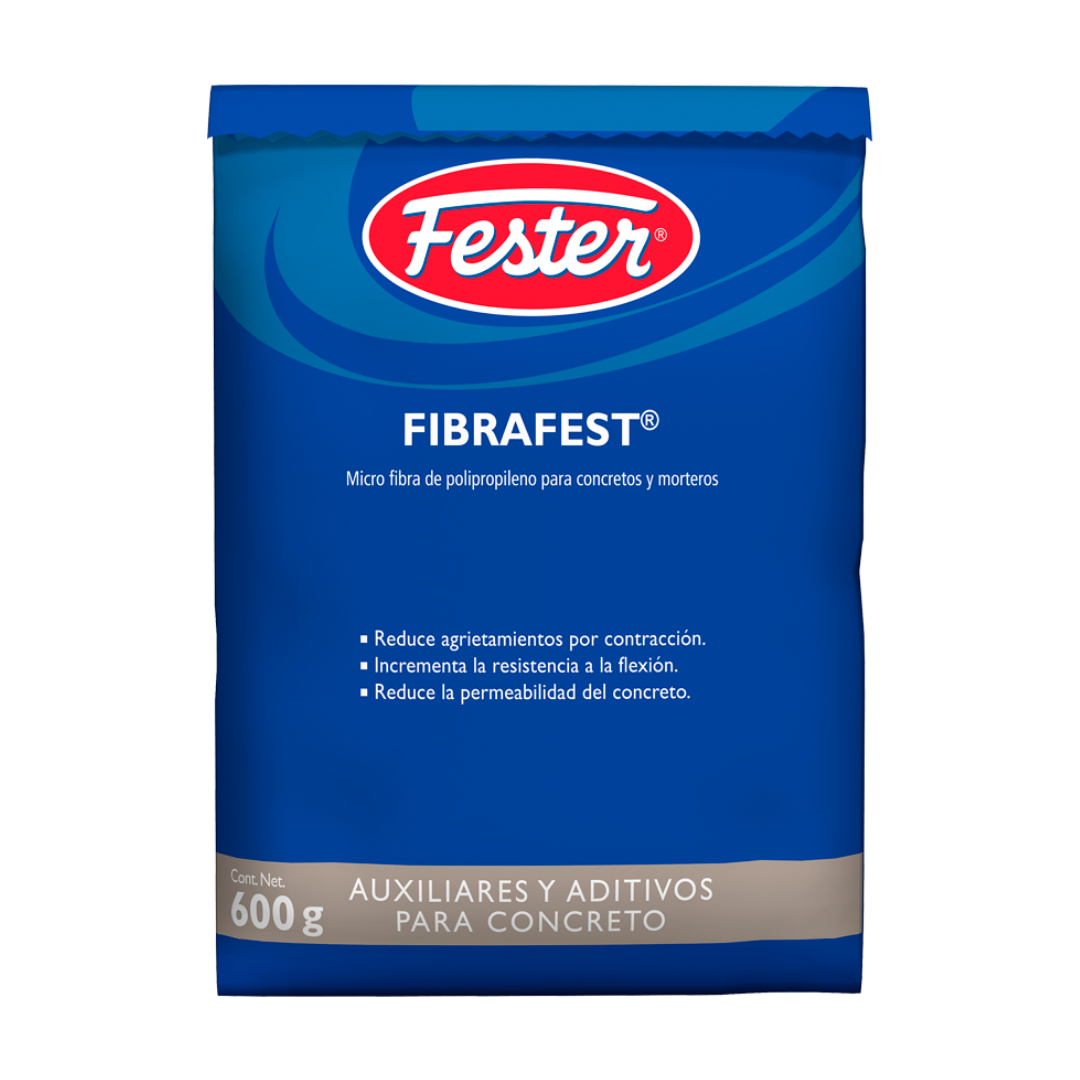 Fester®
FIBRAFEST®
Micro fibra de polipropileno para concretos y morteros
▪ Reduce agrietamientos por contracción.
▪ Incrementa la resistencia a la flexión.
▪ Reduce la permeabilidad del concreto.
Cont. Net.
600 g
AUXILIARES Y ADITIVOS
PARA CONCRETO